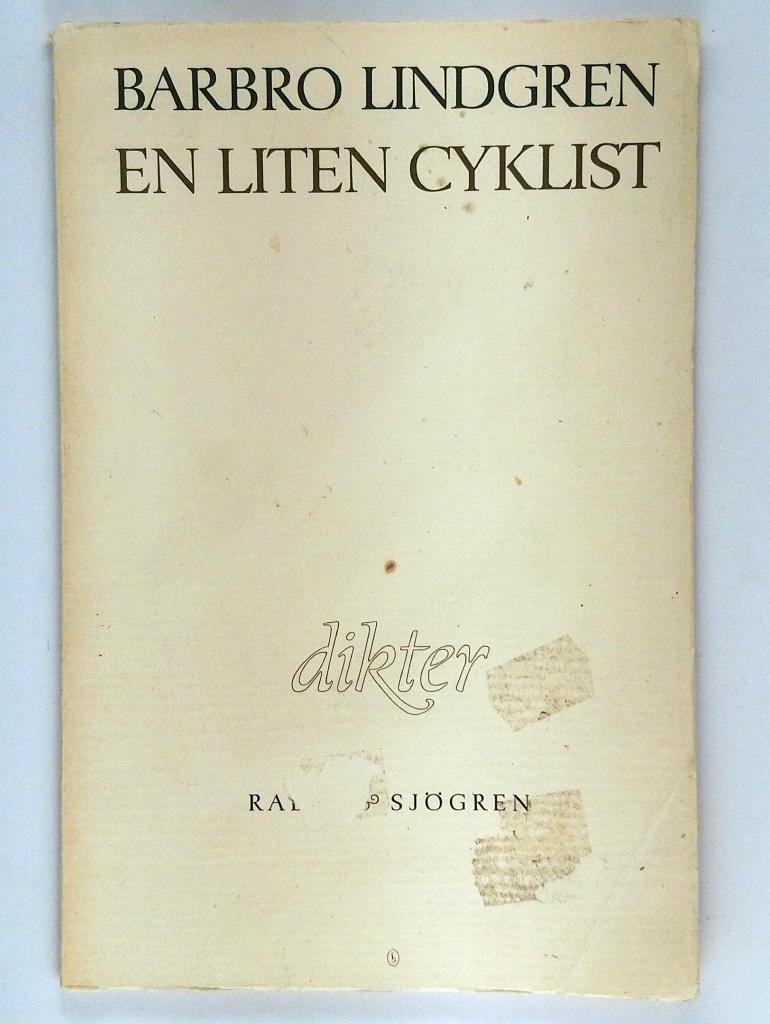 BARBRO LINDGREN
EN LITEN CYKLIST
dikter
& SJÖGREN